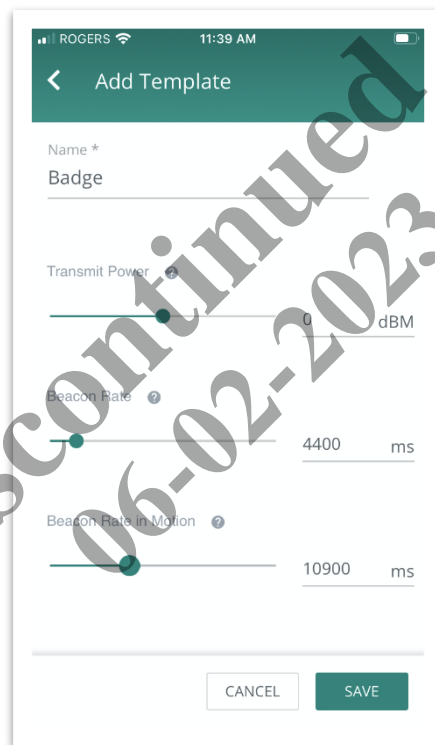 ROGERS 11:39 AM
Add Template
Name *
Badge
Transmit Power ?
0 dBM
Beacon Rate ?
4400 ms
Beacon Rate in Motion ?
10900 ms
CANCEL SAVE
scontinued
06-02-2023